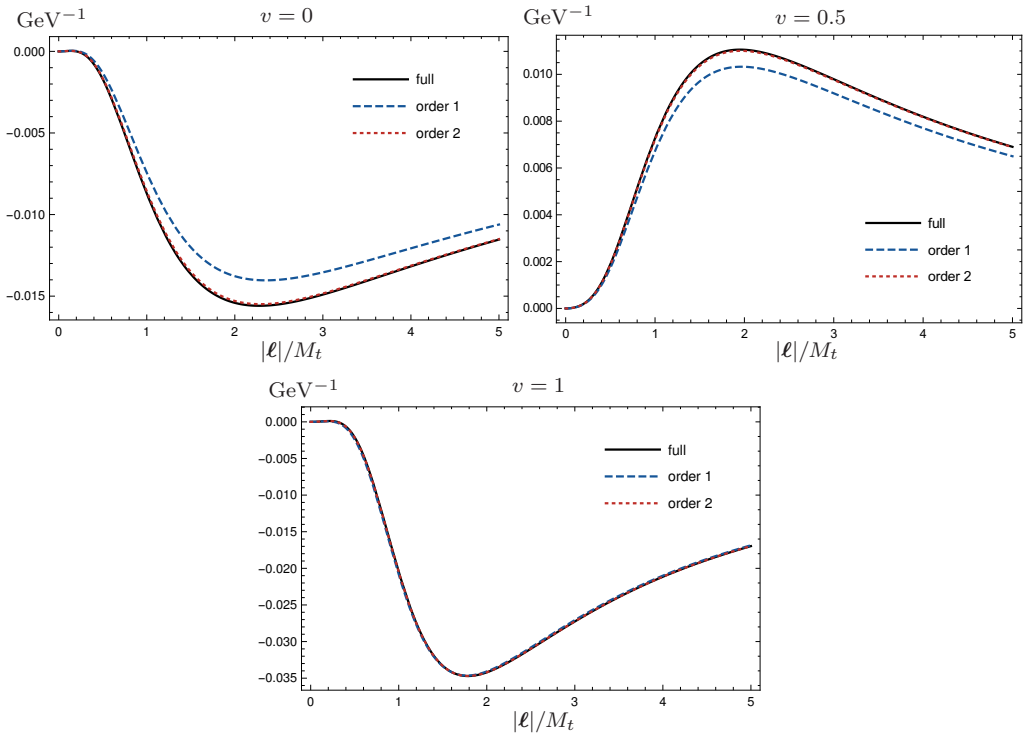 GeV⁻¹
v = 0
0.000
−0.005
−0.010
−0.015
full
order 1
order 2
0 1 2 3 4 5
|ℓ|/Mₜ
GeV⁻¹
v = 0.5
0.010
0.008
0.006
0.004
0.002
0.000
full
order 1
order 2
0 1 2 3 4 5
|ℓ|/Mₜ
GeV⁻¹
v = 1
0.000
−0.005
−0.010
−0.015
−0.020
−0.025
−0.030
−0.035
full
order 1
order 2
0 1 2 3 4 5
|ℓ|/Mₜ